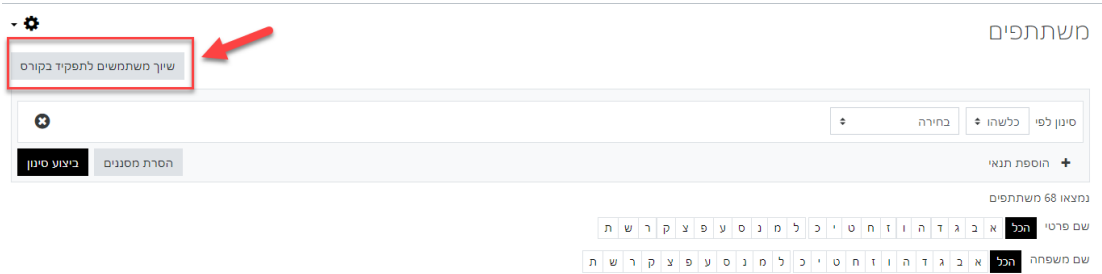 משתתפים
שיוך משתמשים לתפקיד בקורס
סינון לפי כלשהו בחירה
הוספת תנאי
הסרת מסננים ביצוע סינון
נמצאו 68 משתתפים
שם פרטי הכל א ב ג ד ה ו ז ח ט י כ ל מ נ ס ע פ צ ק ר ש ת
שם משפחה הכל א ב ג ד ה ו ז ח ט י כ ל מ נ ס ע פ צ ק ר ש ת